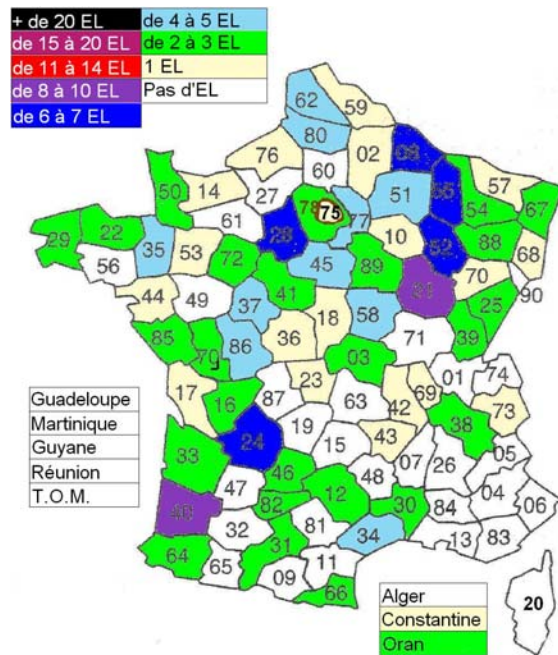 + de 20 EL de 4 à 5 EL
de 15 à 20 EL de 2 à 3 EL
de 11 à 14 EL 1 EL
de 8 à 10 EL Pas d'EL
de 6 à 7 EL
62 59
80
76 02 08
60
50 14 27 78 75 51 55 57
61 77 54 67
29 22 28 10 52 88
35 53 72 68
56 45 89 70
41 90
44 49 37 25
18 58 71 39
85 86 36
03
01 74
17 16 23 69
87 63 42 73
38
Guadeloupe
Martinique
Guyane
Réunion
T.O.M.
24 19 43
33 15 05
46 48 07 26
47 12 04
40 82 30 84 06
32 81 34 13 83
64 31
65 09 11
66
20
Alger
Constantine
Oran